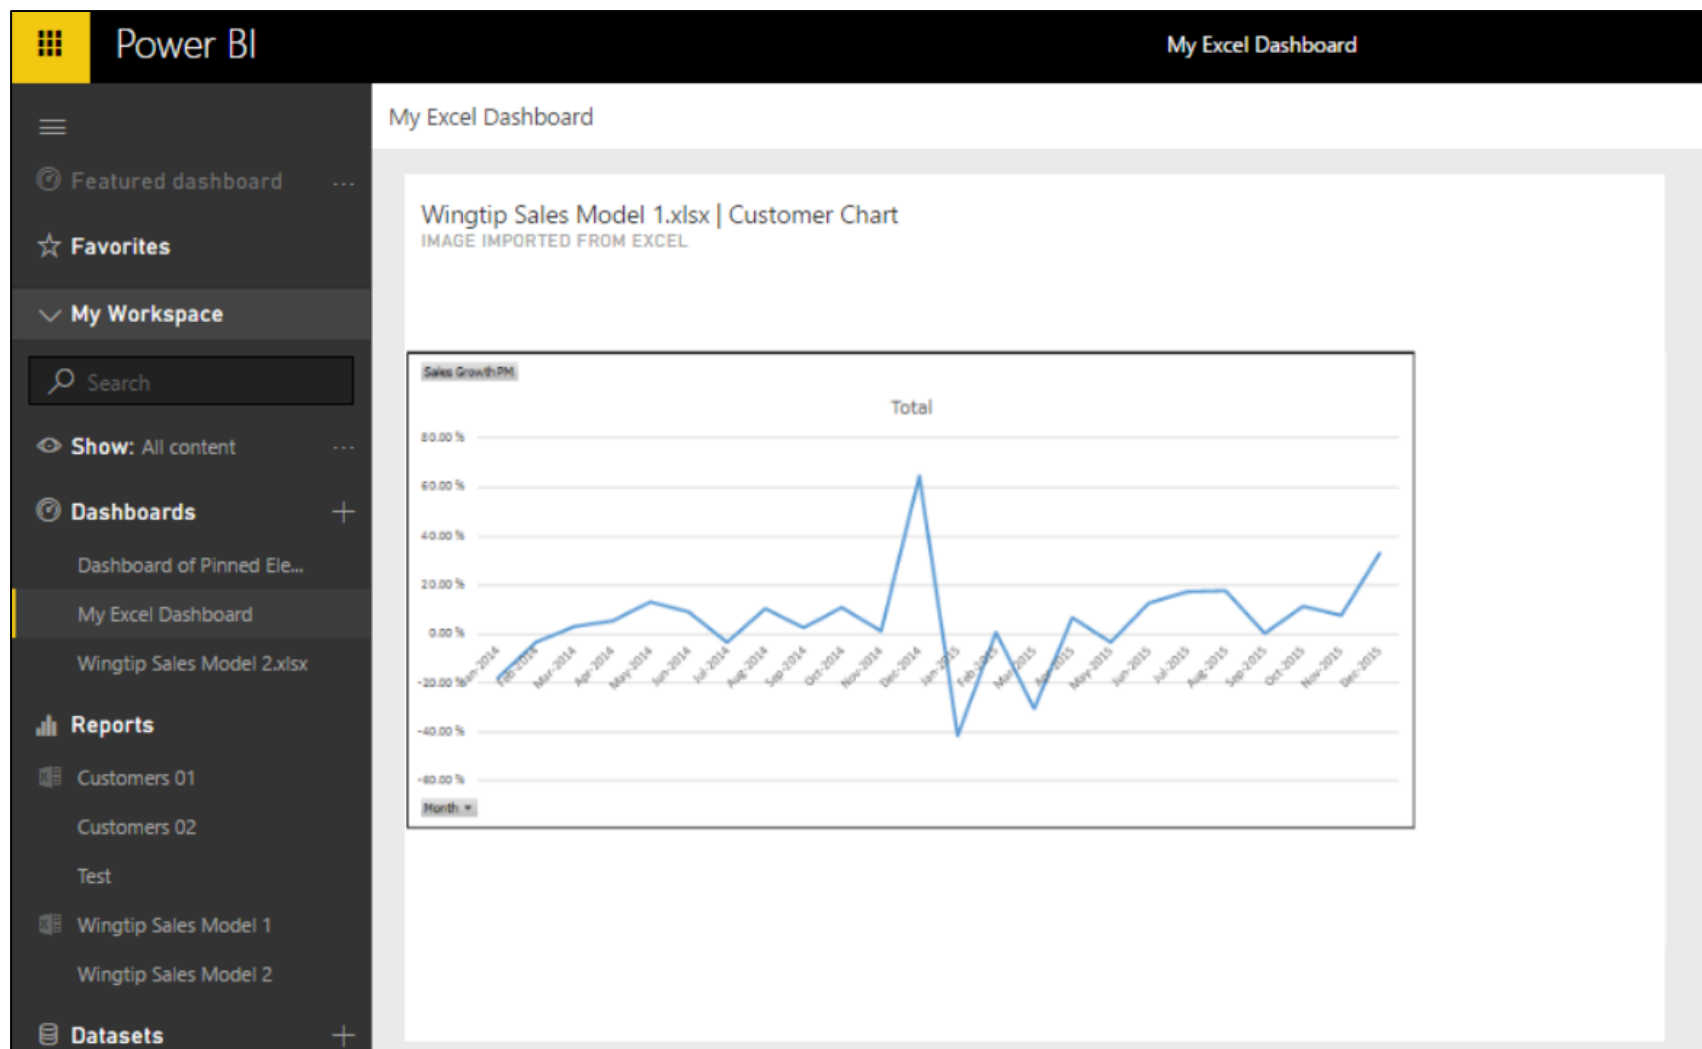 Power BI
My Excel Dashboard
My Excel Dashboard
Featured dashboard ...
Favorites
My Workspace
Search
Show: All content ...
Dashboards +
Dashboard of Pinned Ele...
My Excel Dashboard
Wingtip Sales Model 2.xlsx
Reports
Customers 01
Customers 02
Test
Wingtip Sales Model 1
Wingtip Sales Model 2
Datasets +
Wingtip Sales Model 1.xlsx | Customer Chart
IMAGE IMPORTED FROM EXCEL
Sales Growth PM
Total
80.00 %
60.00 %
40.00 %
20.00 %
0.00 %
-20.00 %
-40.00 %
-60.00 %
Jan-2014
Feb-2014
Mar-2014
Apr-2014
May-2014
Jun-2014
Jul-2014
Aug-2014
Sep-2014
Oct-2014
Nov-2014
Dec-2014
Jan-2015
Feb-2015
Mar-2015
Apr-2015
May-2015
Jun-2015
Jul-2015
Aug-2015
Sep-2015
Oct-2015
Nov-2015
Dec-2015
Month